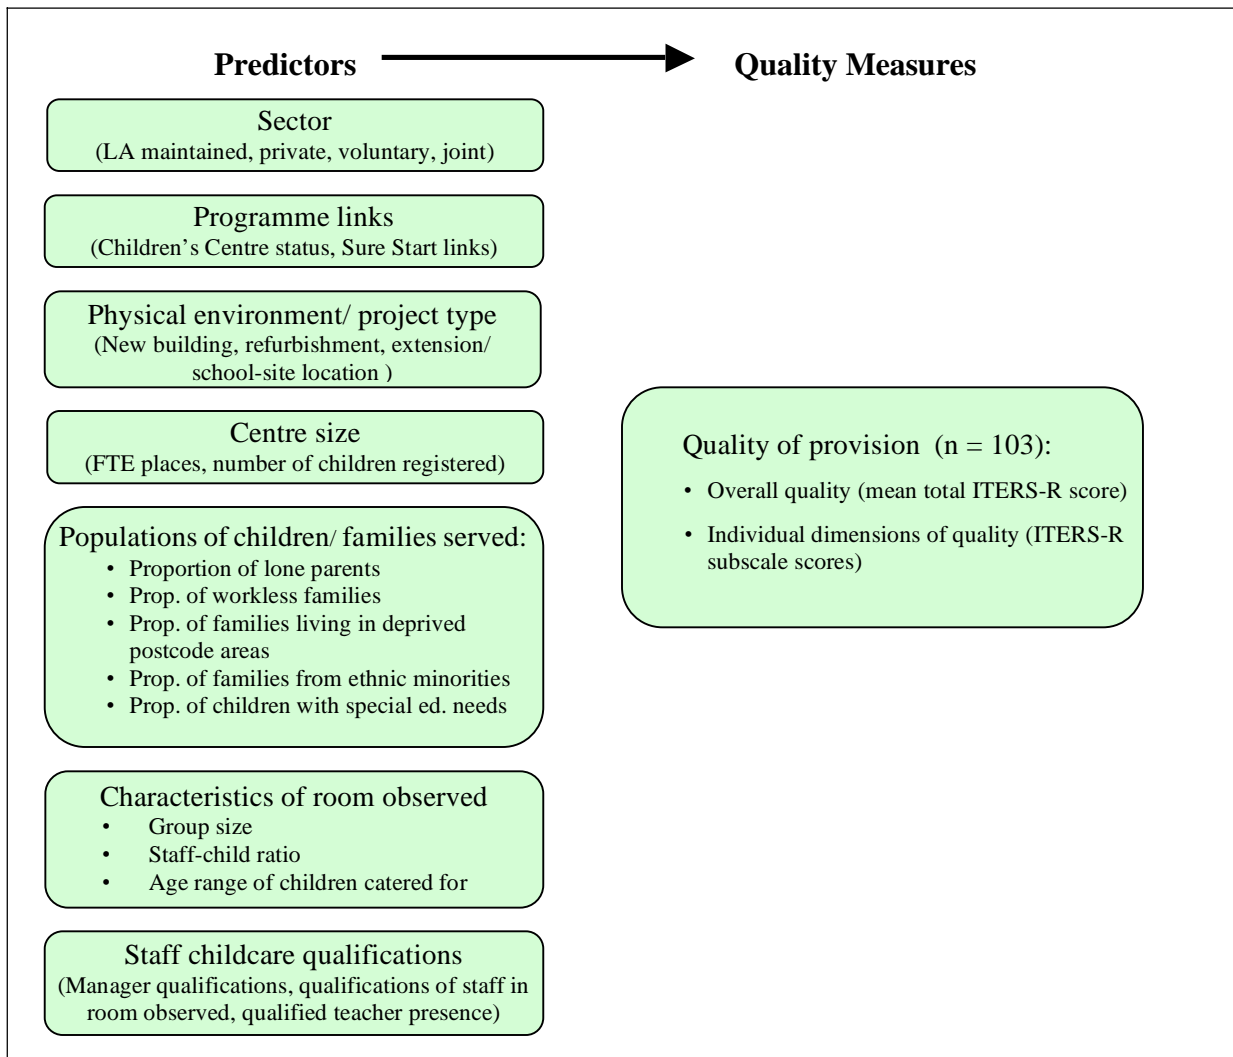 Predictors
Quality Measures
Sector
(LA maintained, private, voluntary, joint)
Programme links
(Children’s Centre status, Sure Start links)
Physical environment/ project type
(New building, refurbishment, extension/
school-site location )
Centre size
(FTE places, number of children registered)
Populations of children/ families served:
• Proportion of lone parents
• Prop. of workless families
• Prop. of families living in deprived
postcode areas
• Prop. of families from ethnic minorities
• Prop. of children with special ed. needs
Characteristics of room observed
• Group size
• Staff-child ratio
• Age range of children catered for
Staff childcare qualifications
(Manager qualifications, qualifications of staff in
room observed, qualified teacher presence)
Quality of provision (n = 103):
• Overall quality (mean total ITERS-R score)
• Individual dimensions of quality (ITERS-R
subscale scores)